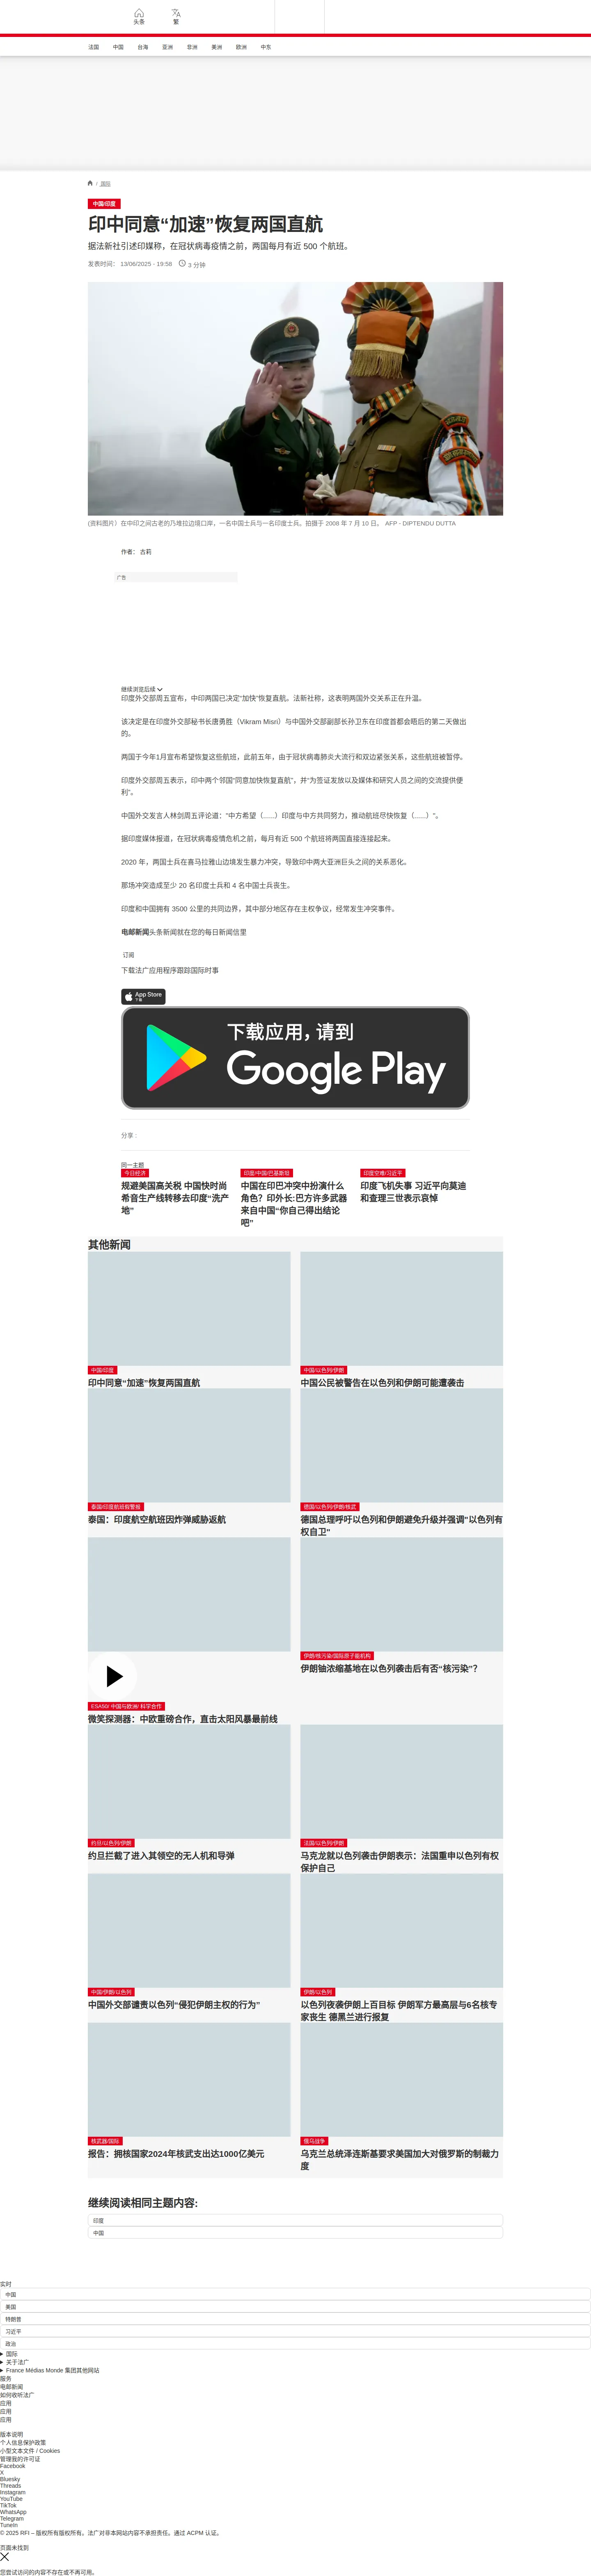 头条
繁
法国 中国 台海 亚洲 非洲 美洲 欧洲 中东
/ 国际
中国/印度
印中同意“加速”恢复两国直航
据法新社引述印媒称，在冠状病毒疫情之前，两国每月有近 500 个航班。
发表时间： 13/06/2025 - 19:58 3 分钟
(资料图片）在中印之间古老的乃堆拉边境口岸，一名中国士兵与一名印度士兵。拍摄于 2008 年 7 月 10 日。 AFP - DIPTENDU DUTTA
作者： 古莉
广告
继续浏览后续
印度外交部周五宣布，中印两国已决定“加快”恢复直航。法新社称，这表明两国外交关系正在升温。
该决定是在印度外交部秘书长唐勇胜（Vikram Misri）与中国外交部副部长孙卫东在印度首都会晤后的第二天做出
的。
两国于今年1月宣布希望恢复这些航班，此前五年，由于冠状病毒肺炎大流行和双边紧张关系，这些航班被暂停。
印度外交部周五表示，印中两个邻国"同意加快恢复直航"，并"为签证发放以及媒体和研究人员之间的交流提供便
利"。
中国外交发言人林剑周五评论道："中方希望（......）印度与中方共同努力，推动航班尽快恢复（......）"。
据印度媒体报道，在冠状病毒疫情危机之前，每月有近 500 个航班将两国直接连接起来。
2020 年，两国士兵在喜马拉雅山边境发生暴力冲突，导致印中两大亚洲巨头之间的关系恶化。
那场冲突造成至少 20 名印度士兵和 4 名中国士兵丧生。
印度和中国拥有 3500 公里的共同边界，其中部分地区存在主权争议，经常发生冲突事件。
电邮新闻头条新闻就在您的每日新闻信里
订阅
下载法广应用程序跟踪国际时事
App Store
下载
下载应用，请到
Google Play
分享 :
同一主题
今日经济
规避美国高关税 中国快时尚
希音生产线转移去印度“洗产
地”
印度/中国/巴基斯坦
中国在印巴冲突中扮演什么
角色？印外长:巴方许多武器
来自中国“你自己得出结论
吧”
印度空难/习近平
印度飞机失事 习近平向莫迪
和查理三世表示哀悼
其他新闻
中国/印度
印中同意“加速”恢复两国直航
中国/以色列/伊朗
中国公民被警告在以色列和伊朗可能遭袭击
泰国/印度航班假警报
泰国：印度航空航班因炸弹威胁返航
德国/以色列/伊朗/核武
德国总理呼吁以色列和伊朗避免升级并强调"以色列有
权自卫"
ESA50/ 中国与欧洲/ 科学合作
微笑探测器：中欧重磅合作，直击太阳风暴最前线
伊朗/核污染/国际原子能机构
伊朗铀浓缩基地在以色列袭击后有否“核污染”？
约旦/以色列/伊朗
约旦拦截了进入其领空的无人机和导弹
法国/以色列/伊朗
马克龙就以色列袭击伊朗表示：法国重申以色列有权
保护自己
中国/伊朗/以色列
中国外交部谴责以色列“侵犯伊朗主权的行为”
伊朗/以色列
以色列夜袭伊朗上百目标 伊朗军方最高层与6名核专
家丧生 德黑兰进行报复
核武器/国际
报告：拥核国家2024年核武支出达1000亿美元
俄乌战争
乌克兰总统泽连斯基要求美国加大对俄罗斯的制裁力
度
继续阅读相同主题内容:
印度
中国
实时
中国
美国
特朗普
习近平
政治
国际
关于法广
France Médias Monde 集团其他网站
服务
电邮新闻
如何收听法广
应用
应用
应用
版本说明
个人信息保护政策
小型文本文件 / Cookies
管理我的许可证
Facebook
X
Bluesky
Threads
Instagram
YouTube
TikTok
WhatsApp
Telegram
TuneIn
© 2025 RFI – 版权所有版权所有。法广对非本网站内容不承担责任。通过 ACPM 认证。
页面未找到
您尝试访问的内容不存在或不再可用。